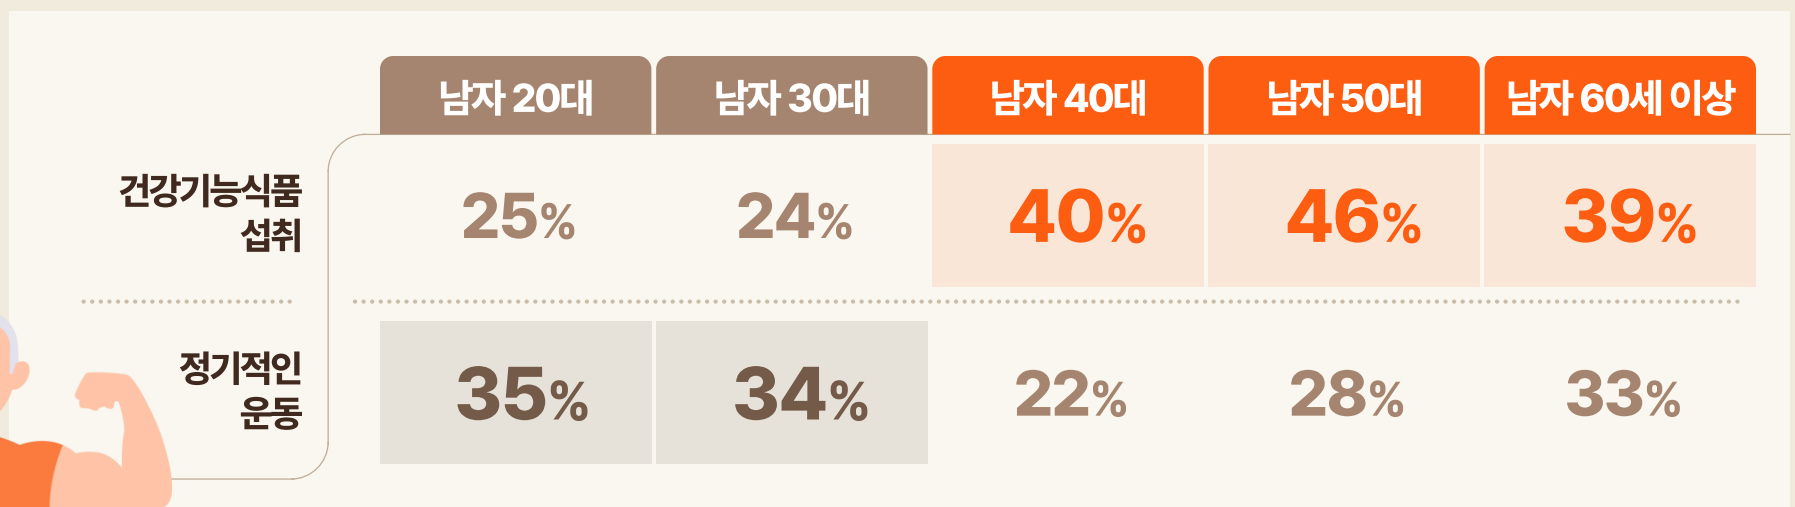 남자 20대 남자 30대 남자 40대 남자 50대 남자 60세 이상
건강기능식품
섭취
25% 24% 40% 46% 39%
정기적인
운동
35% 34% 22% 28% 33%